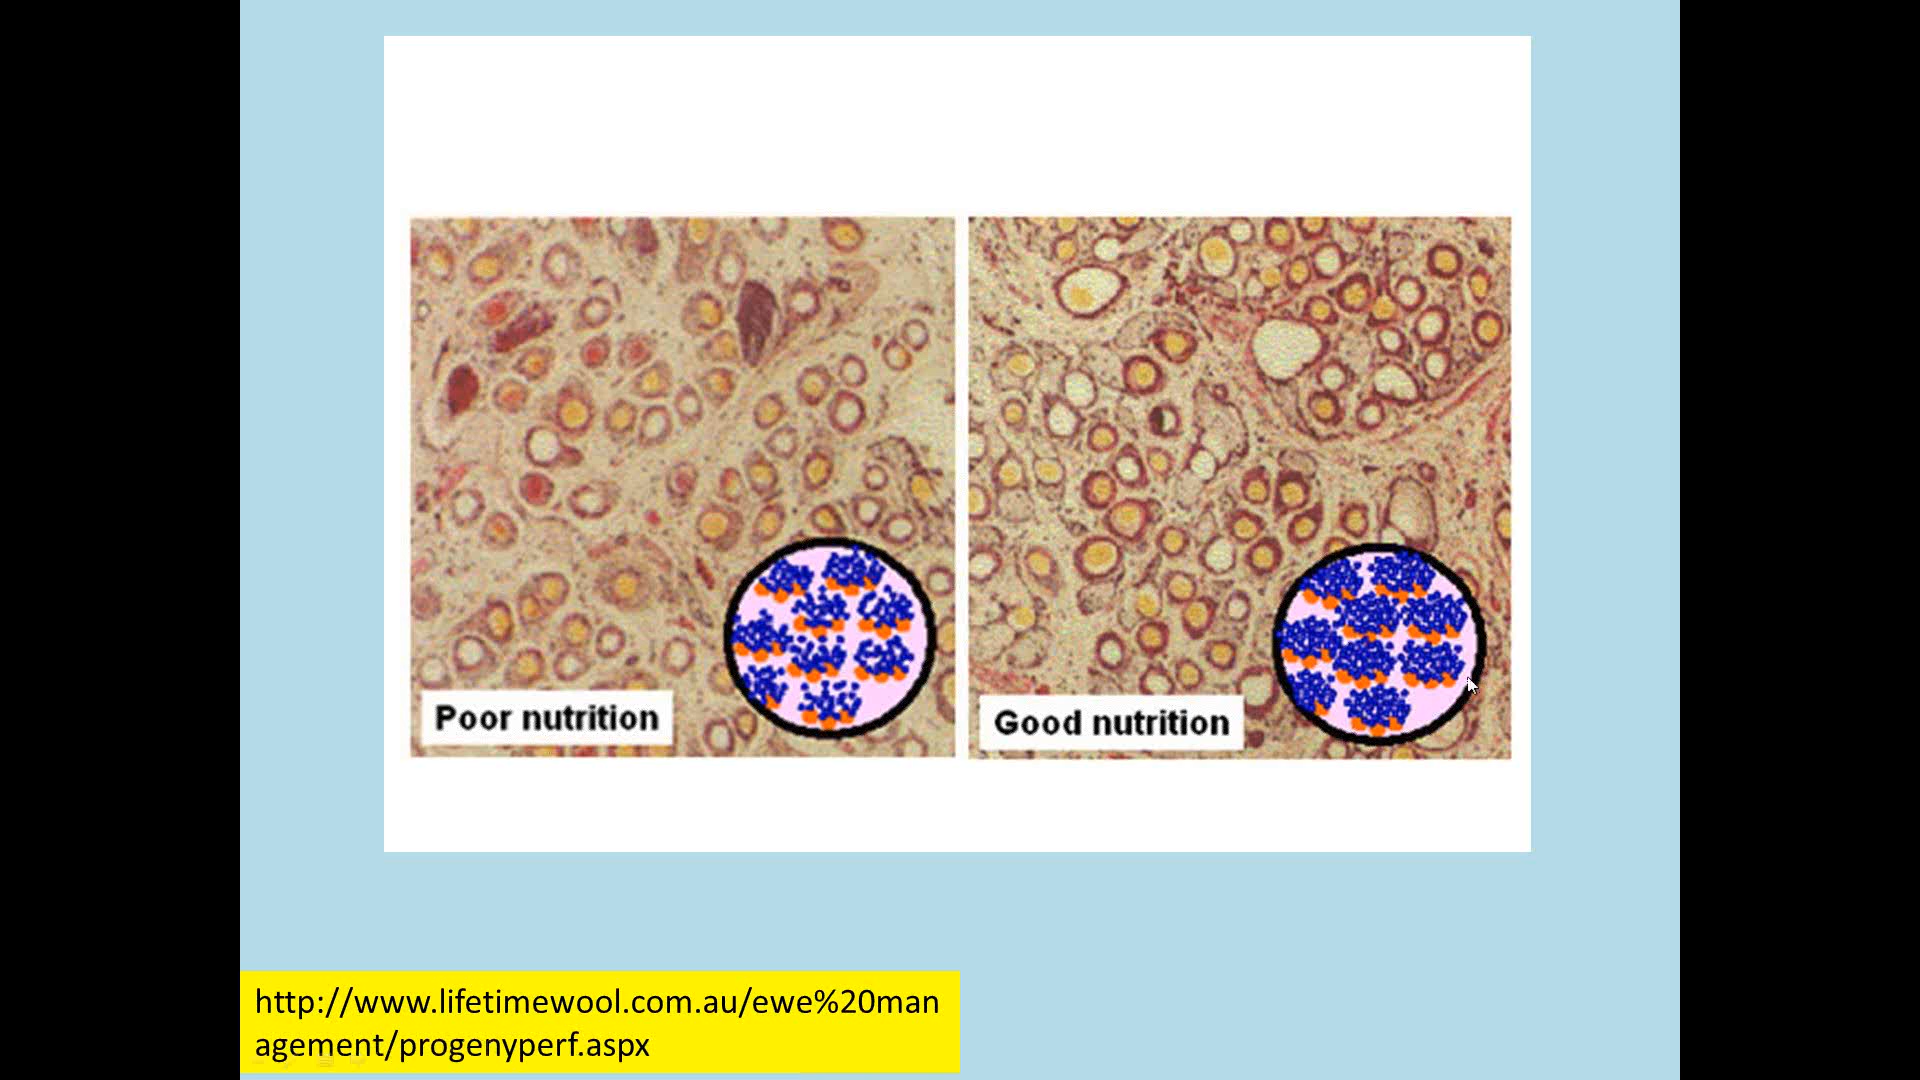 Poor nutrition
Good nutrition
http://www.lifetimewool.com.au/ewe%20man
agement/progenyperf.aspx